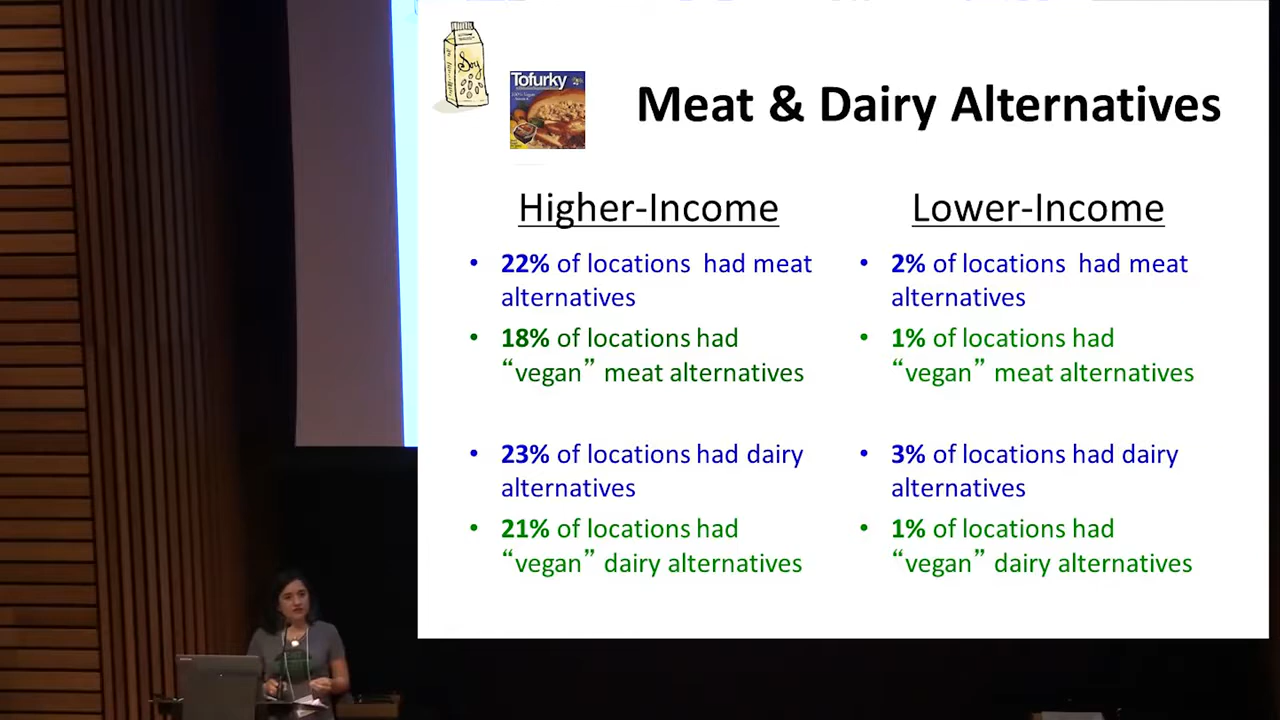 Soy
Tofurky
Meat & Dairy Alternatives
Higher-Income
• 22% of locations had meat
alternatives
• 18% of locations had
“vegan” meat alternatives
• 23% of locations had dairy
alternatives
• 21% of locations had
“vegan” dairy alternatives
Lower-Income
• 2% of locations had meat
alternatives
• 1% of locations had
“vegan” meat alternatives
• 3% of locations had dairy
alternatives
• 1% of locations had
“vegan” dairy alternatives